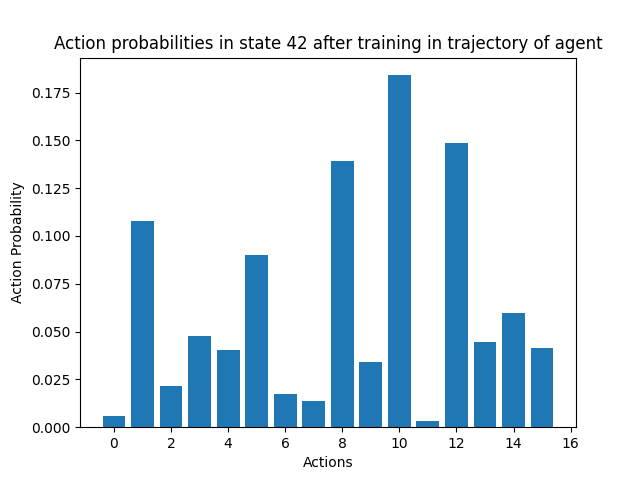 Action probabilities in state 42 after training in trajectory of agent
0.175
0.150
0.125
0.100
0.075
0.050
0.025
0.000
Action Probability
0 2 4 6 8 10 12 14 16
Actions